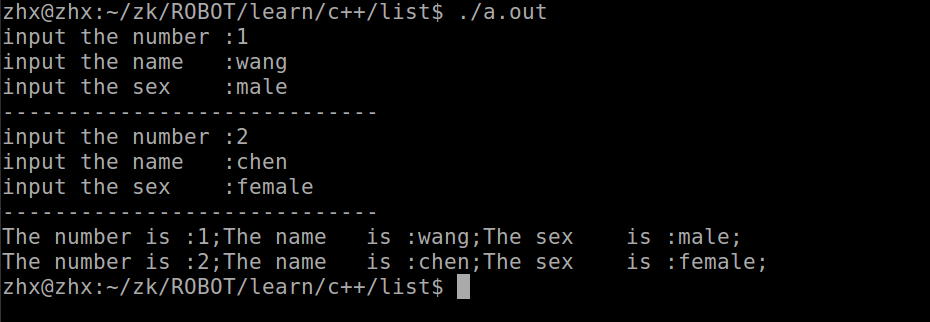 zhx@zhx:~/zk/ROBOT/learn/c++/list$ ./a.out
input the number :1
input the name   :wang
input the sex    :male
-----------------------------
input the number :2
input the name   :chen
input the sex    :female
-----------------------------
The number is :1;The name   is :wang;The sex    is :male;
The number is :2;The name   is :chen;The sex    is :female;
zhx@zhx:~/zk/ROBOT/learn/c++/list$